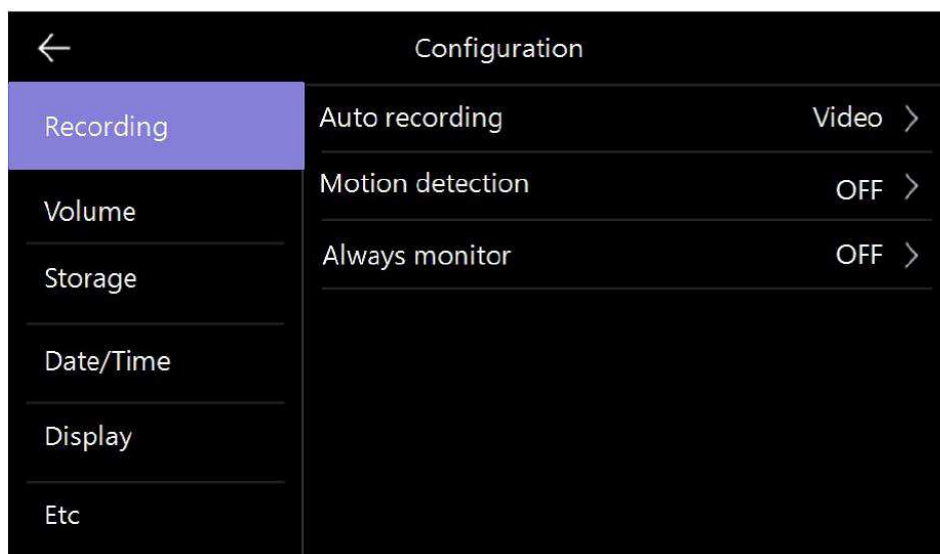 Configuration
Recording
Volume
Storage
Date/Time
Display
Etc
Auto recording Video
Motion detection OFF
Always monitor OFF